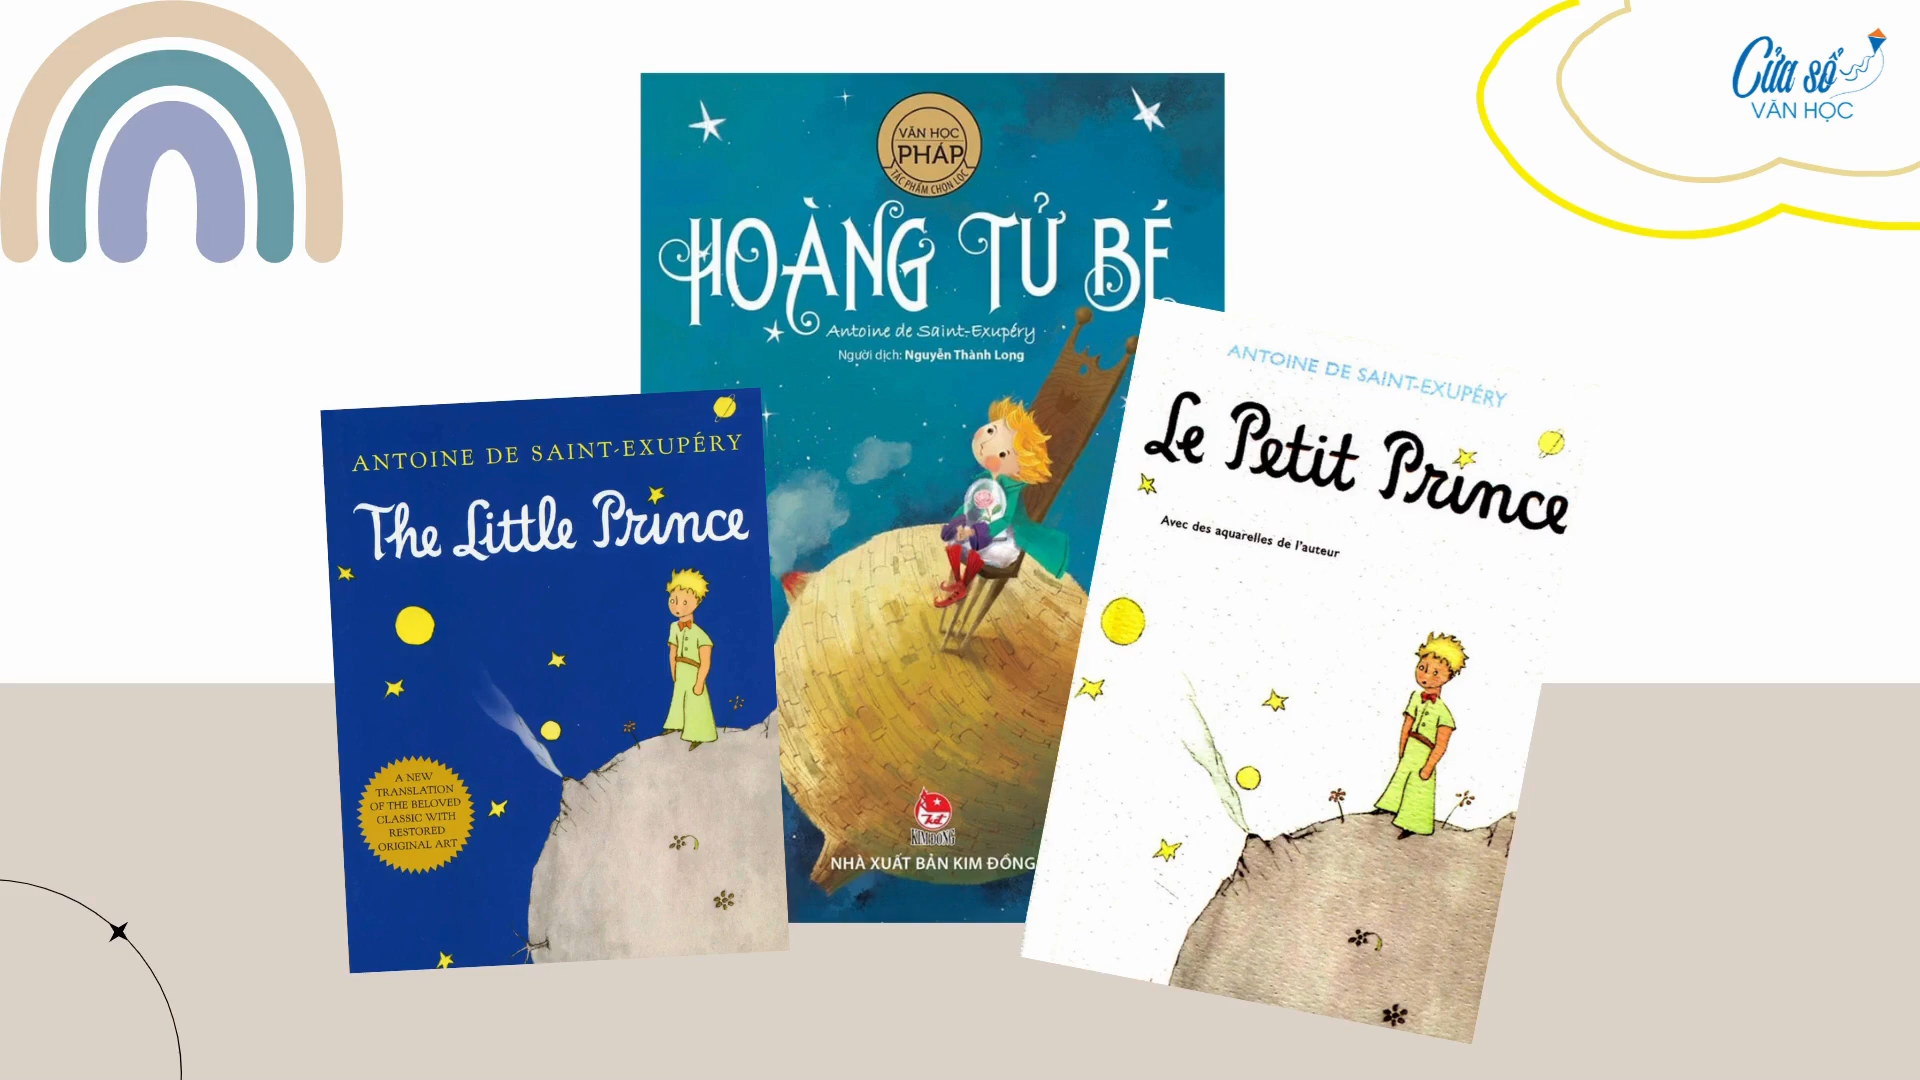 Cửa sổ
VĂN HỌC
VĂN HỌC
PHÁP
TÁC PHẨM CHỌN LỌC
HOÀNG TỬ BÉ
Antoine de Saint-Exupéry
Người dịch: Nguyễn Thành Long
KIM ĐỒNG
NHÀ XUẤT BẢN KIM ĐỒNG
ANTOINE DE SAINT-EXUPÉRY
The Little Prince
A NEW
TRANSLATION
OF THE BELOVED
CLASSIC WITH
RESTORED
ORIGINAL ART
ANTOINE DE SAINT-EXUPÉRY
Le Petit Prince
Avec des aquarelles de l'auteur